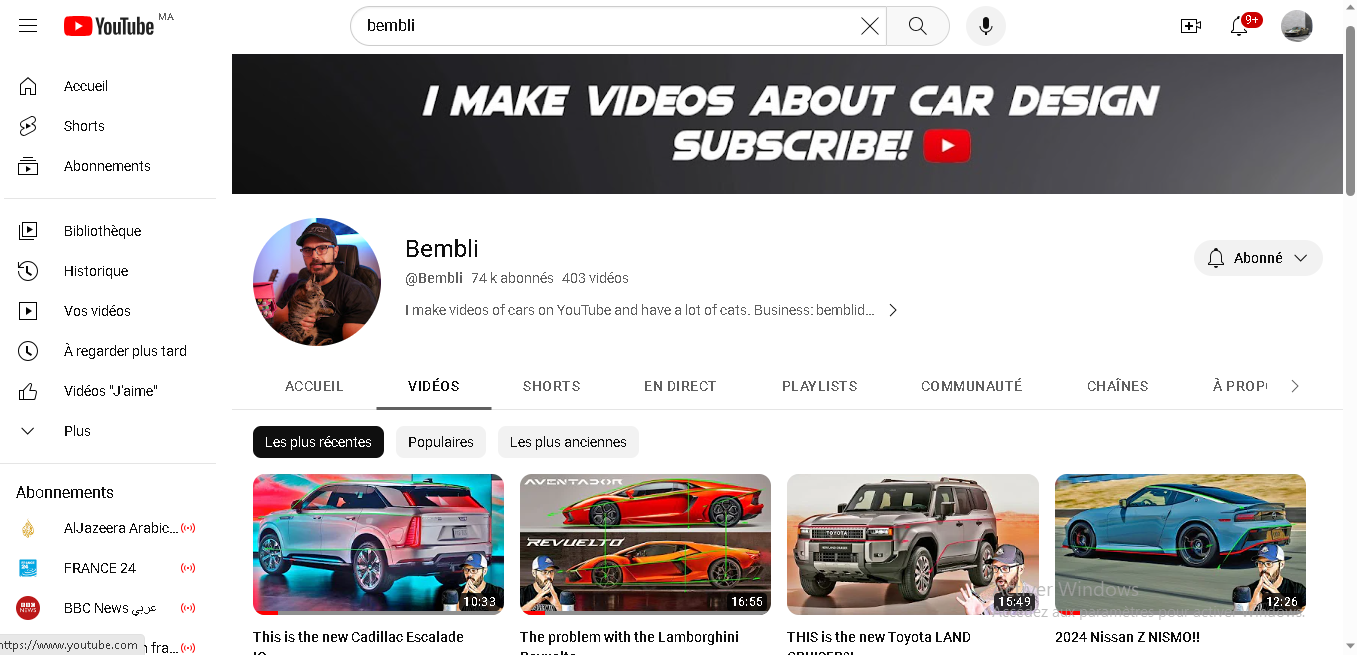 YouTube MA
bembli
9+
Accueil
Shorts
Abonnements
Bibliothèque
Historique
Vos vidéos
À regarder plus tard
Vidéos "J'aime"
Plus
Abonnements
AlJazeera Arabic...
FRANCE 24
BBC News عربي
n fra...
https://www.youtube.com
I MAKE VIDEOS ABOUT CAR DESIGN
SUBSCRIBE!
Bembli
@Bembli 74 k abonnés 403 vidéos
I make videos of cars on YouTube and have a lot of cats. Business: bemblid...
Abonné
ACCUEIL VIDÉOS SHORTS EN DIRECT PLAYLISTS COMMUNAUTÉ CHAÎNES À PROP
Les plus récentes Populaires Les plus anciennes
10:33
AVENTADOR
REVUELTO
16:55
TOYOTA
15:49
12:26
This is the new Cadillac Escalade
IQ
The problem with the Lamborghini
Revuelto
THIS is the new Toyota LAND
CRUISER?!
2024 Nissan Z NISMO!!
Activer Windows
Accédez aux paramètres pour activer Windows.